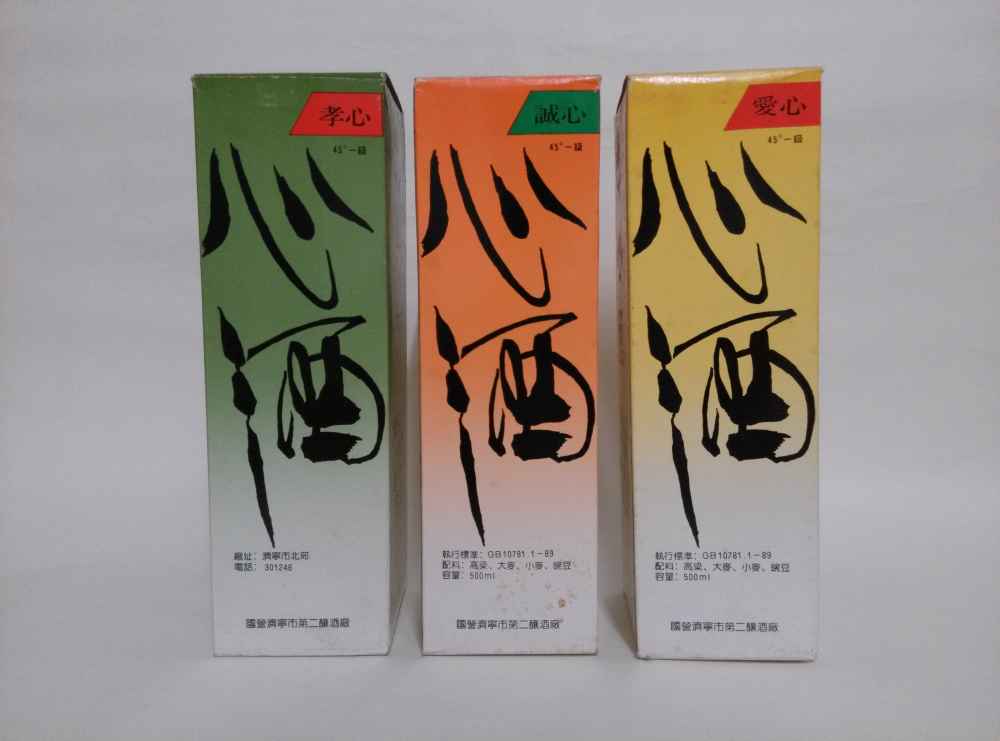 孝心
45°一級
心酒
廠址：濟寧市北郊
電話：301246
國營濟寧市第二釀酒廠
誠心
45°一級
心酒
執行標準：GB10781.1－89
配料：高梁、大麥、小麥、豌豆
容量：500ml
國營濟寧市第二釀酒廠
愛心
45°一級
心酒
執行標準：GB10781.1－89
配料：高梁、大麥、小麥、豌豆
容量：500ml
國營濟寧市第二釀酒廠